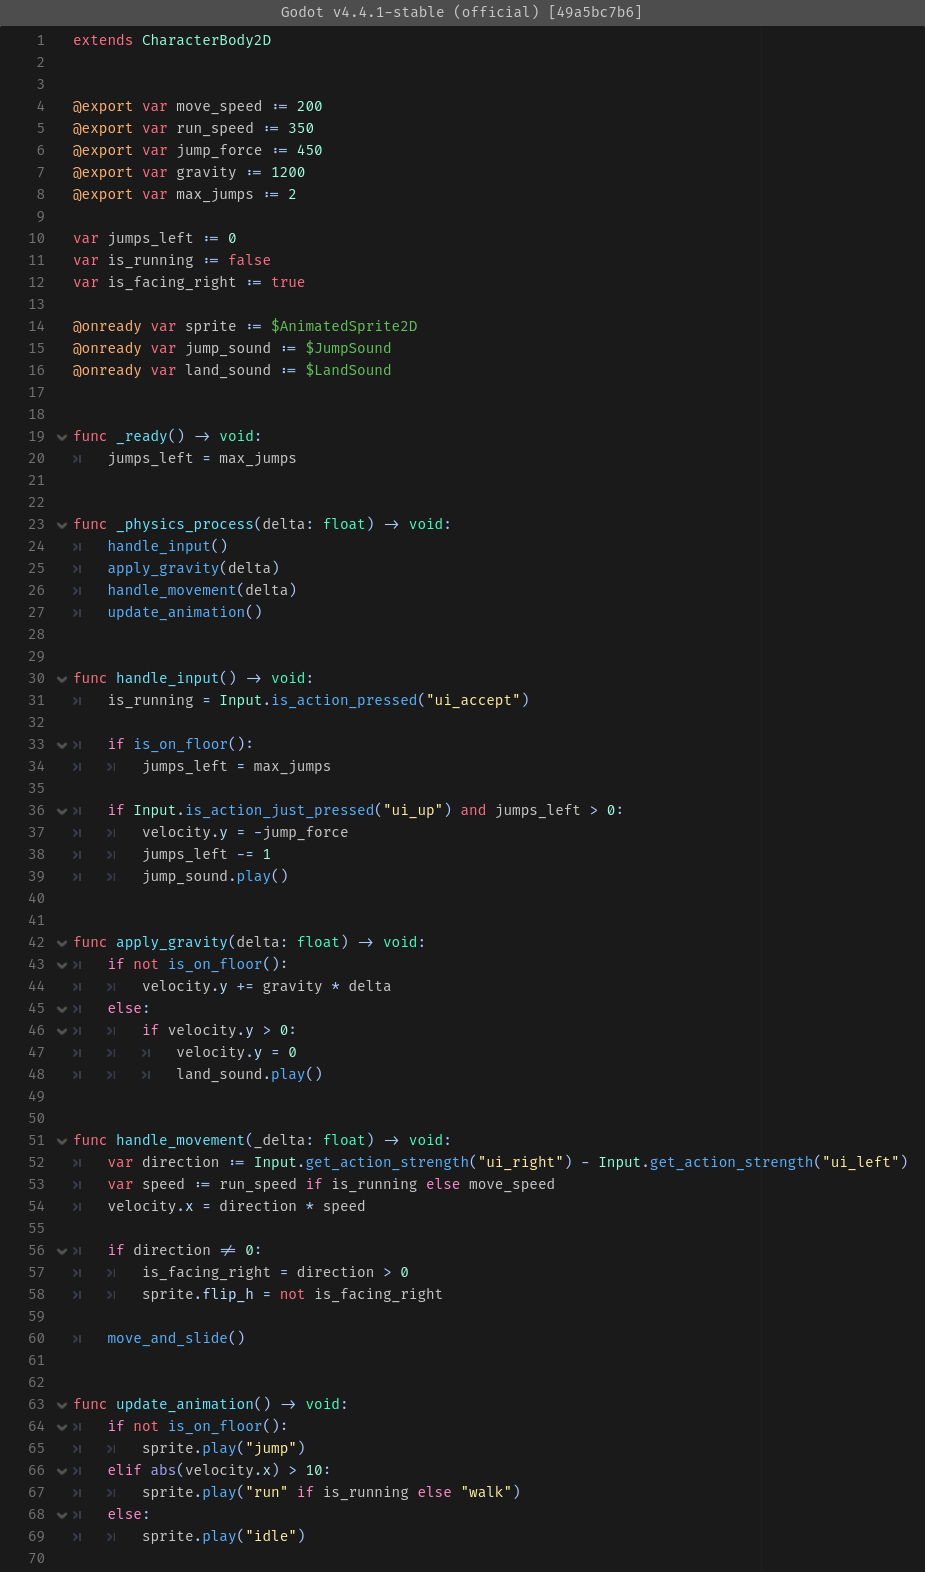 Godot v4.4.1-stable (official) [49a5bc7b6]
1 extends CharacterBody2D
2
3
4 @export var move_speed := 200
5 @export var run_speed := 350
6 @export var jump_force := 450
7 @export var gravity := 1200
8 @export var max_jumps := 2
9
10 var jumps_left := 0
11 var is_running := false
12 var is_facing_right := true
13
14 @onready var sprite := $AnimatedSprite2D
15 @onready var jump_sound := $JumpSound
16 @onready var land_sound := $LandSound
17
18
19 func _ready() -> void:
20     jumps_left = max_jumps
21
22
23 func _physics_process(delta: float) -> void:
24     handle_input()
25     apply_gravity(delta)
26     handle_movement(delta)
27     update_animation()
28
29
30 func handle_input() -> void:
31     is_running = Input.is_action_pressed("ui_accept")
32
33     if is_on_floor():
34         jumps_left = max_jumps
35
36     if Input.is_action_just_pressed("ui_up") and jumps_left > 0:
37         velocity.y = -jump_force
38         jumps_left -= 1
39         jump_sound.play()
40
41
42 func apply_gravity(delta: float) -> void:
43     if not is_on_floor():
44         velocity.y += gravity * delta
45     else:
46         if velocity.y > 0:
47             velocity.y = 0
48             land_sound.play()
49
50
51 func handle_movement(_delta: float) -> void:
52     var direction := Input.get_action_strength("ui_right") - Input.get_action_strength("ui_left")
53     var speed := run_speed if is_running else move_speed
54     velocity.x = direction * speed
55
56     if direction != 0:
57         is_facing_right = direction > 0
58         sprite.flip_h = not is_facing_right
59
60     move_and_slide()
61
62
63 func update_animation() -> void:
64     if not is_on_floor():
65         sprite.play("jump")
66     elif abs(velocity.x) > 10:
67         sprite.play("run" if is_running else "walk")
68     else:
69         sprite.play("idle")
70